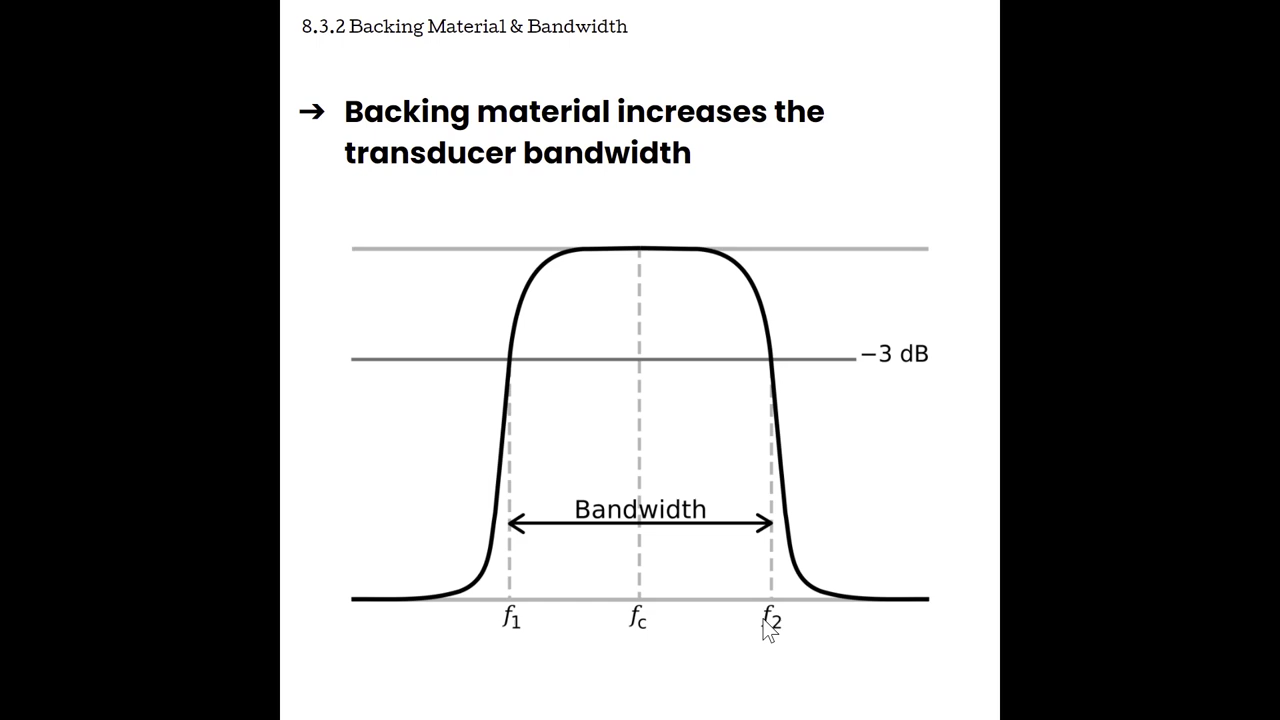 8.3.2 Backing Material & Bandwidth
➔ Backing material increases the
transducer bandwidth
−3 dB
Bandwidth
f1 fc f2